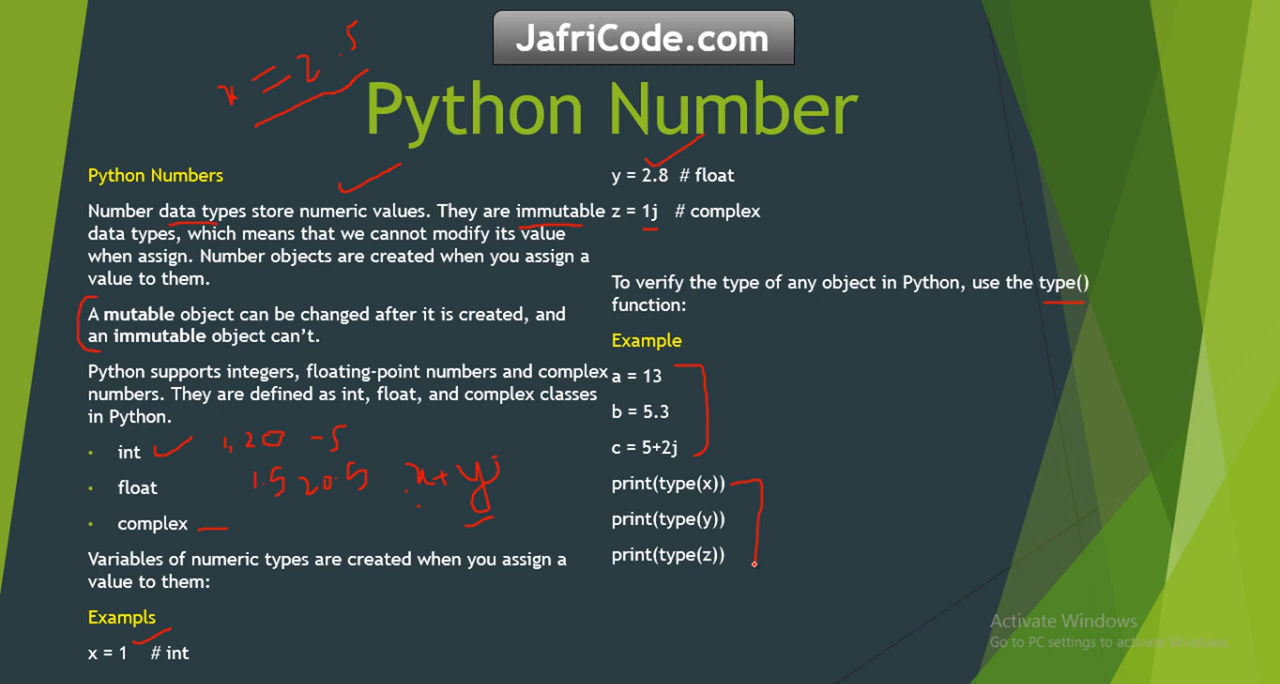 JafriCode.com
x = 2.5
Python Number
Python Numbers
Number data types store numeric values. They are immutable
data types, which means that we cannot modify its value
when assign. Number objects are created when you assign a
value to them.
A mutable object can be changed after it is created, and
an immutable object can't.
Python supports integers, floating-point numbers and complex
numbers. They are defined as int, float, and complex classes
in Python.
• int 1, 20 -5
• float 1.5 20.5 x+yj
• complex
Variables of numeric types are created when you assign a
value to them:
Exampls
x = 1 # int
y = 2.8 # float
z = 1j # complex
To verify the type of any object in Python, use the type()
function:
Example
a = 13
b = 5.3
c = 5+2j
print(type(x))
print(type(y))
print(type(z))
Activate Windows
Go to PC settings to activate Windows.